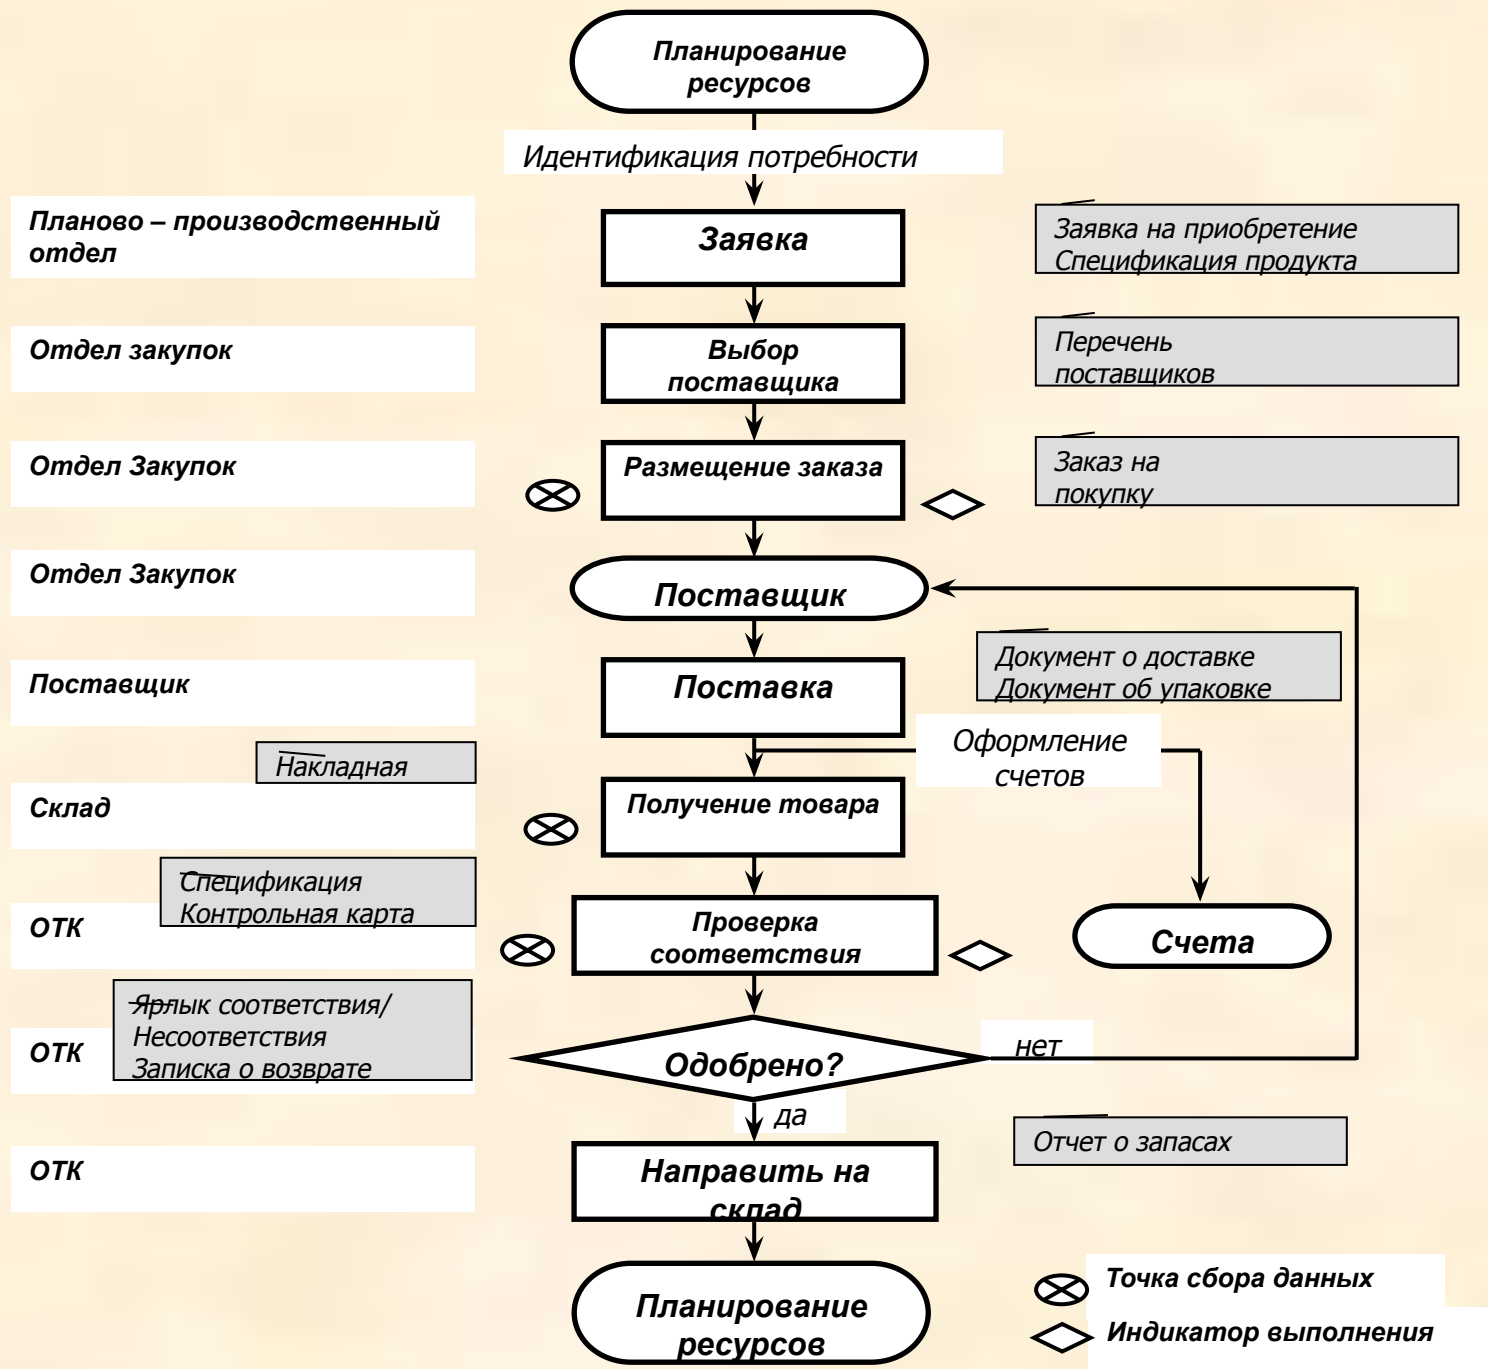 Планирование
ресурсов
Идентификация потребности
Планово – производственный
отдел
Заявка
Заявка на приобретение
Спецификация продукта
Отдел закупок
Выбор
поставщика
Перечень
поставщиков
Отдел Закупок
Размещение заказа
Заказ на
покупку
Отдел Закупок
Поставщик
Документ о доставке
Документ об упаковке
Поставщик
Поставка
Оформление
счетов
Накладная
Склад
Получение товара
Спецификация
Контрольная карта
ОТК
Проверка
соответствия
Счета
Ярлык соответствия/
Несоответствия
Записка о возврате
ОТК
Одобрено?
нет
да
Отчет о запасах
ОТК
Направить на
склад
Планирование
ресурсов
Точка сбора данных
Индикатор выполнения